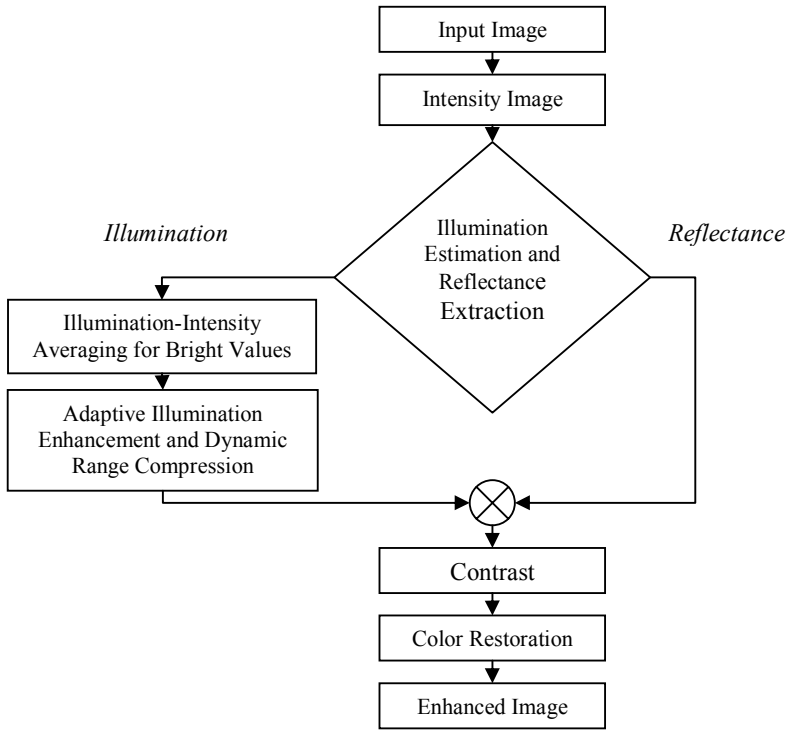 Input Image
Intensity Image
Illumination
Estimation and
Reflectance
Extraction
Illumination
Reflectance
Illumination-Intensity
Averaging for Bright Values
Adaptive Illumination
Enhancement and Dynamic
Range Compression
Contrast
Color Restoration
Enhanced Image